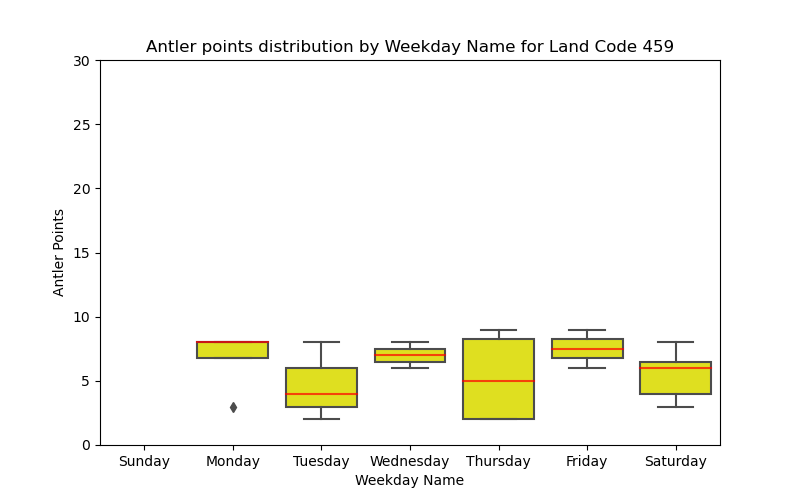 Antler points distribution by Weekday Name for Land Code 459
30
25
20
15
10
5
0
Antler Points
Sunday Monday Tuesday Wednesday Thursday Friday Saturday
Weekday Name